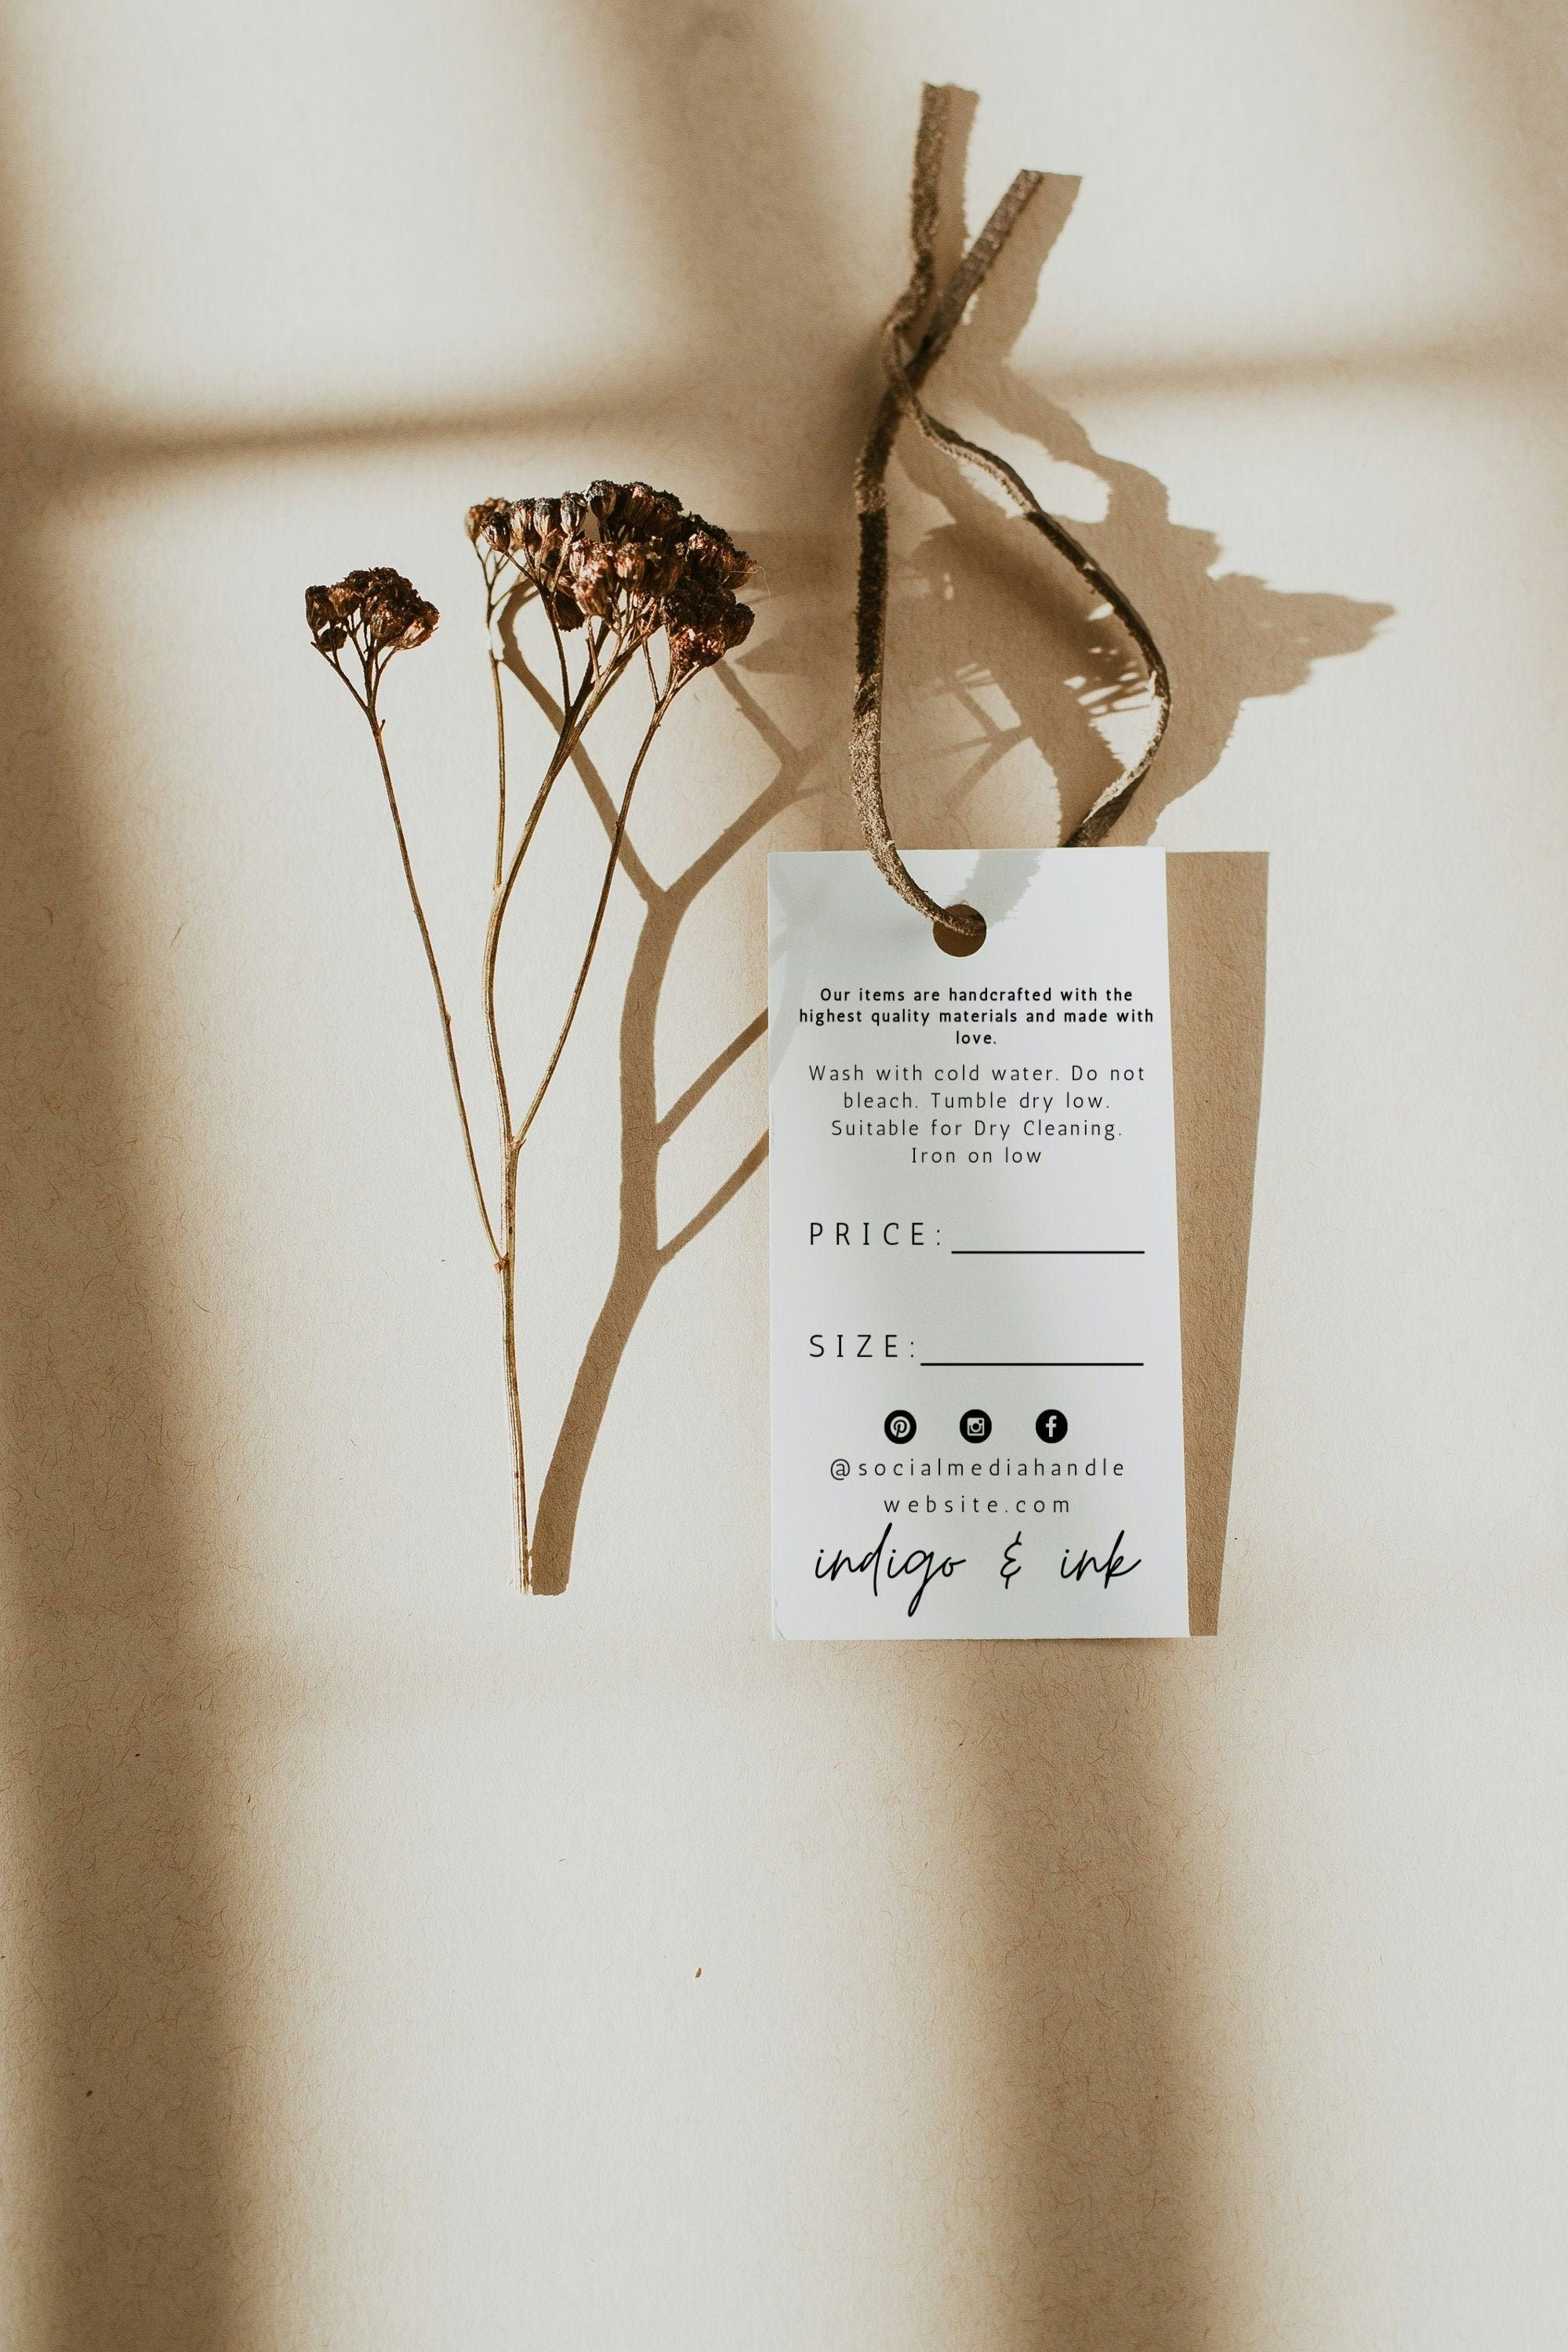 Our items are handcrafted with the
highest quality materials and made with
love.
Wash with cold water. Do not
bleach. Tumble dry low.
Suitable for Dry Cleaning.
Iron on low
PRICE:
SIZE:
@socialmediahandle
website.com
indigo & ink